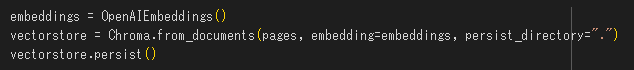 embeddings = OpenAIEmbeddings()
vectorstore = Chroma.from_documents(pages, embedding=embeddings, persist_directory=".")
vectorstore.persist()